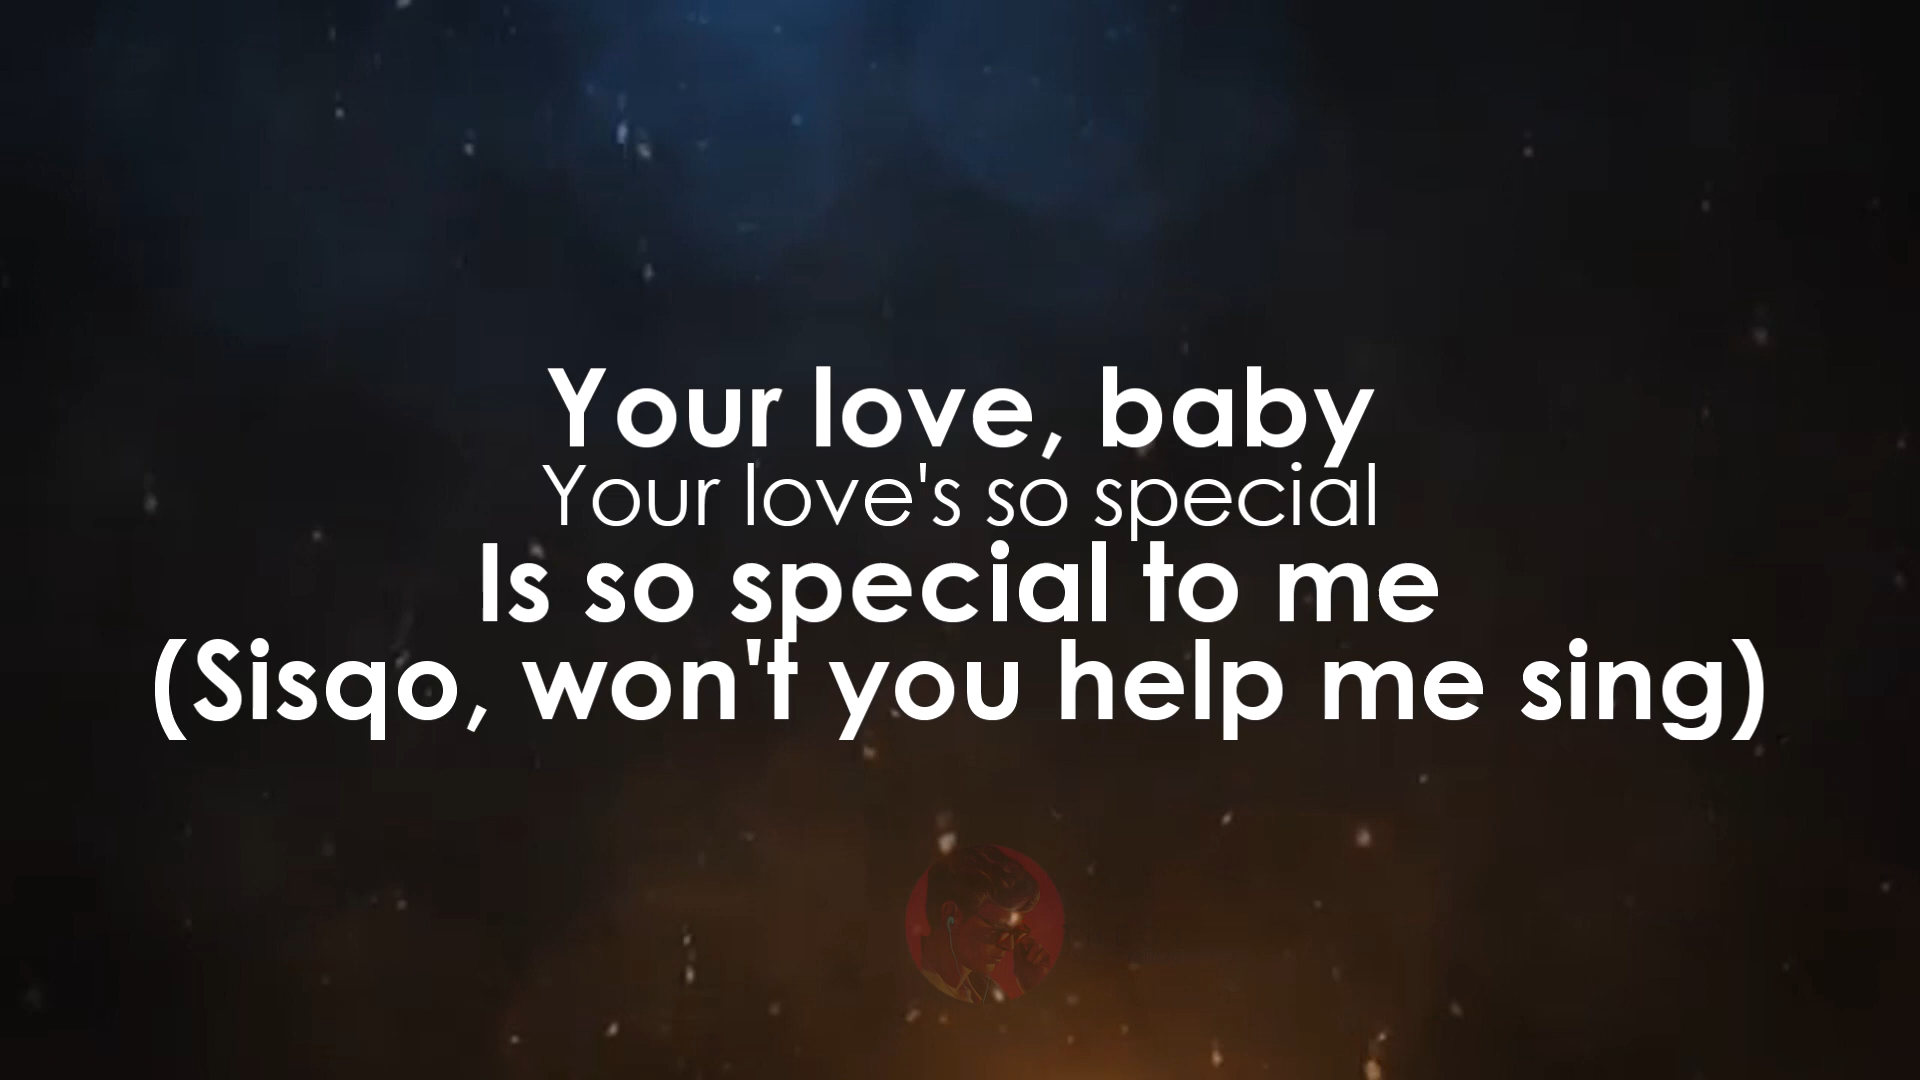 Your love, baby
Your love's so special
Is so special to me
(Sisqo, won't you help me sing)